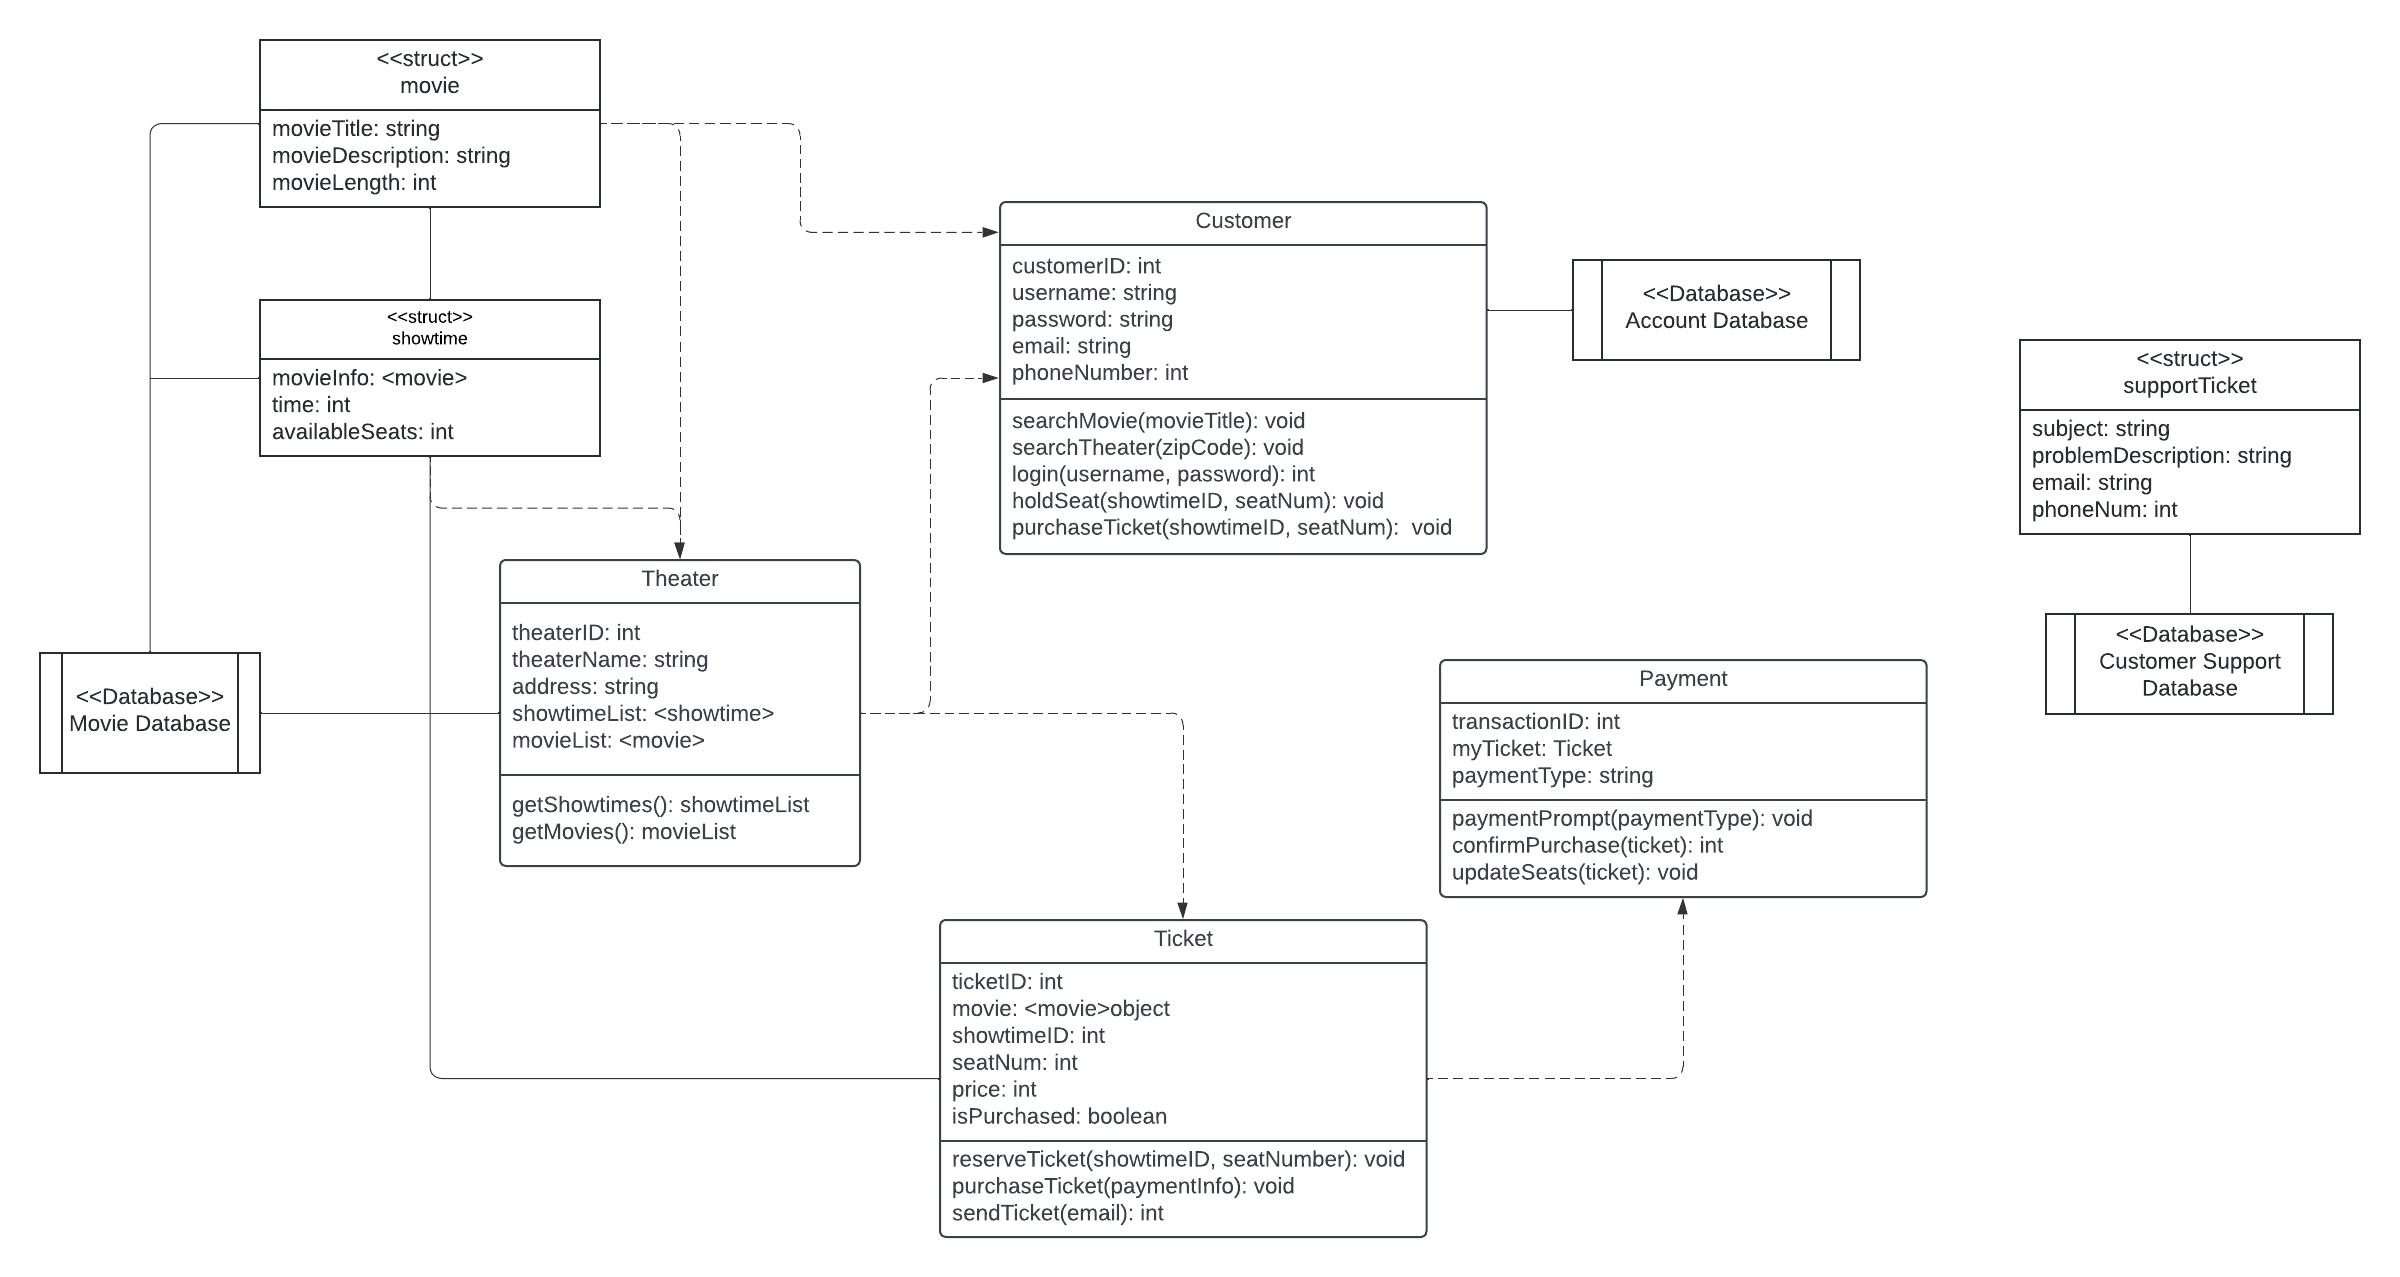 <<struct>>
movie
movieTitle: string
movieDescription: string
movieLength: int
<<struct>>
showtime
movieInfo: <movie>
time: int
availableSeats: int
<<Database>>
Movie Database
Theater
theaterID: int
theaterName: string
address: string
showtimeList: <showtime>
movieList: <movie>
getShowtimes(): showtimeList
getMovies(): movieList
Customer
customerID: int
username: string
password: string
email: string
phoneNumber: int
searchMovie(movieTitle): void
searchTheater(zipCode): void
login(username, password): int
holdSeat(showtimeID, seatNum): void
purchaseTicket(showtimeID, seatNum):  void
<<Database>>
Account Database
<<struct>>
supportTicket
subject: string
problemDescription: string
email: string
phoneNum: int
<<Database>>
Customer Support
Database
Payment
transactionID: int
myTicket: Ticket
paymentType: string
paymentPrompt(paymentType): void
confirmPurchase(ticket): int
updateSeats(ticket): void
Ticket
ticketID: int
movie: <movie>object
showtimeID: int
seatNum: int
price: int
isPurchased: boolean
reserveTicket(showtimeID, seatNumber): void
purchaseTicket(paymentInfo): void
sendTicket(email): int